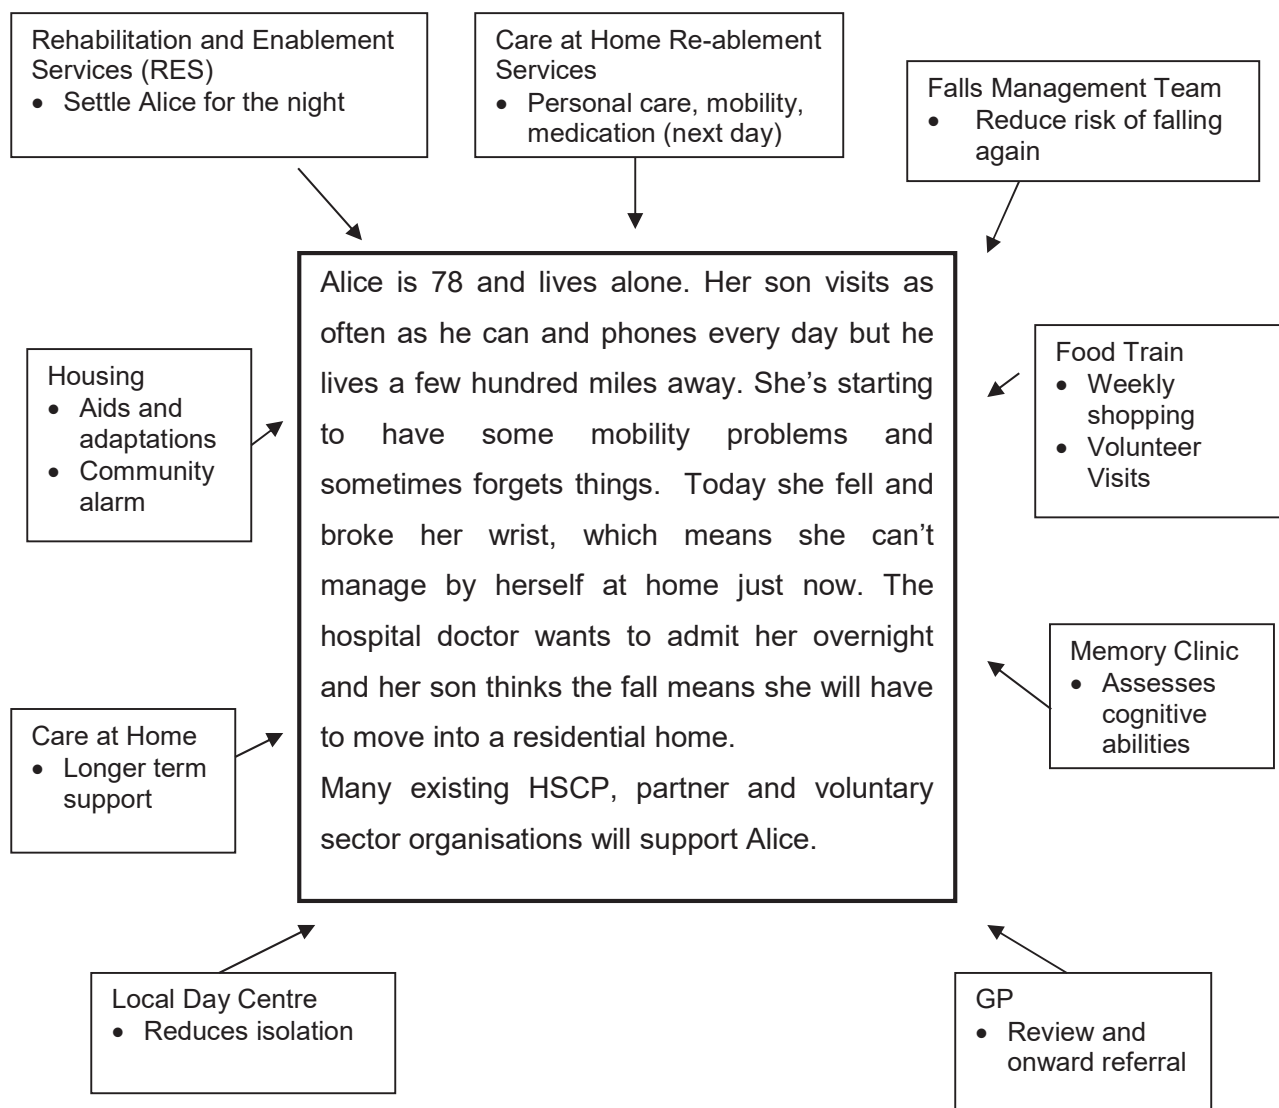 Rehabilitation and Enablement
Services (RES)
• Settle Alice for the night
Care at Home Re-ablement
Services
• Personal care, mobility,
medication (next day)
Falls Management Team
• Reduce risk of falling
again
Alice is 78 and lives alone. Her son visits as
often as he can and phones every day but he
lives a few hundred miles away. She’s starting
to have some mobility problems and
sometimes forgets things. Today she fell and
broke her wrist, which means she can’t
manage by herself at home just now. The
hospital doctor wants to admit her overnight
and her son thinks the fall means she will have
to move into a residential home.
Many existing HSCP, partner and voluntary
sector organisations will support Alice.
Housing
• Aids and
adaptations
• Community
alarm
Food Train
• Weekly
shopping
• Volunteer
Visits
Care at Home
• Longer term
support
Memory Clinic
• Assesses
cognitive
abilities
Local Day Centre
• Reduces isolation
GP
• Review and
onward referral